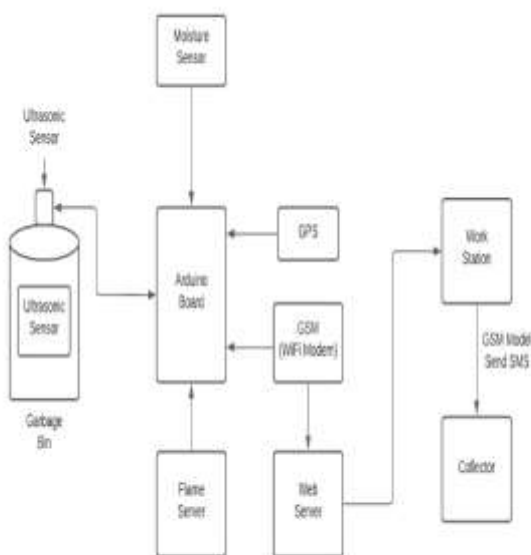 Moisture
Sensor
Ultrasonic
Sensor
Ultrasonic
Sensor
Garbage
Bin
Arduino
Board
GPS
GSM
(WiFi Modem)
Flame
Server
Web
Server
Work
Station
GSM Model
Send SMS
Collector